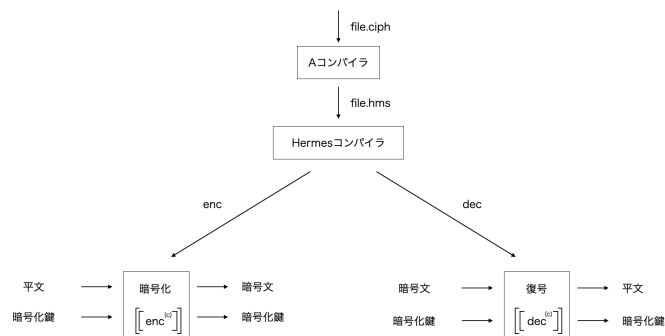 file.ciph
Aコンパイラ
file.hms
Hermesコンパイラ
enc
dec
平文
暗号化
暗号文
暗号化鍵
[[enc(c)]]
暗号化鍵
暗号文
復号
平文
暗号化鍵
[[dec(c)]]
暗号化鍵